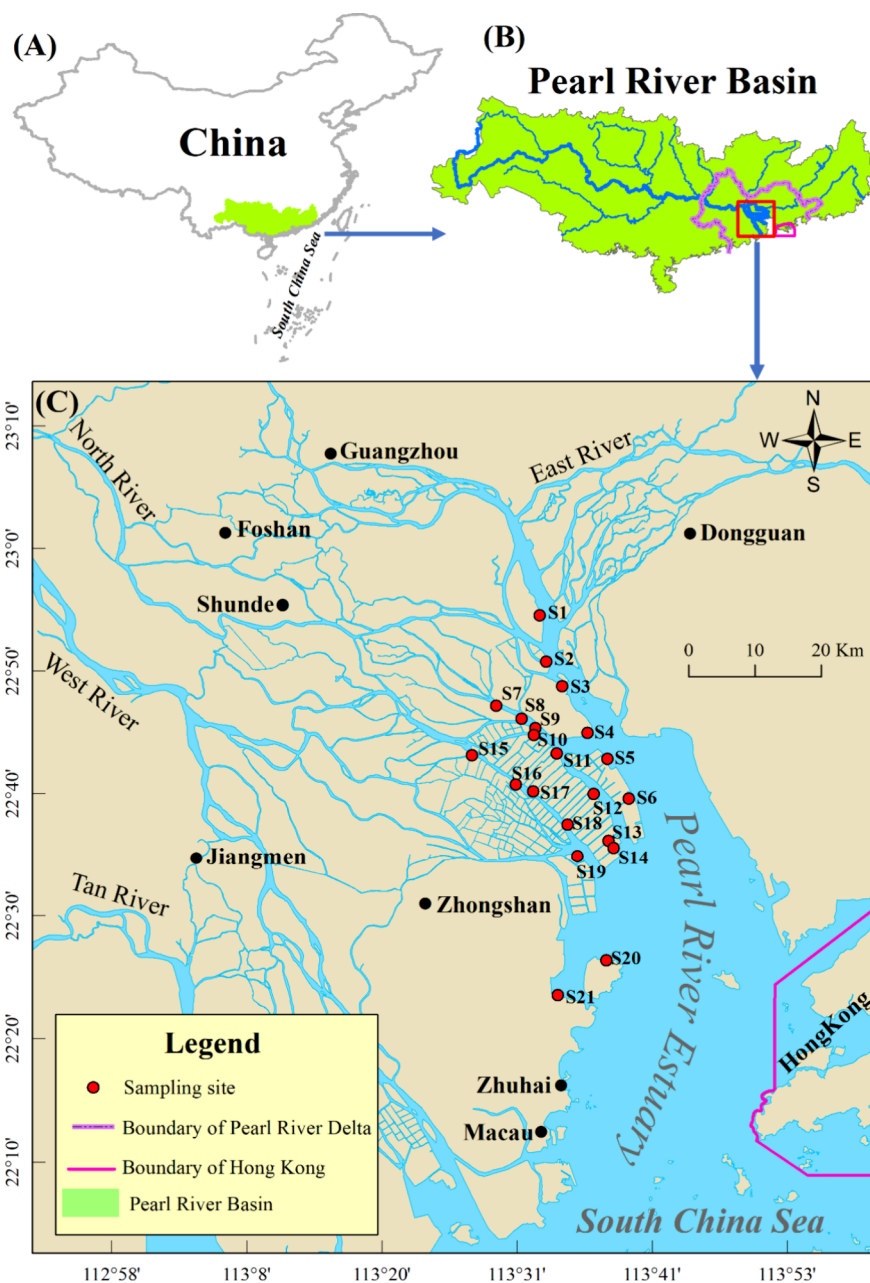 (A)
China
South China Sea
(B)
Pearl River Basin
(C)
N
W E
S
23°10'
23°0'
22°50'
22°40'
22°30'
22°20'
22°10'
North River
Guangzhou
East River
Foshan
Dongguan
Shunde
0 10 20 Km
West River
S1
S2
S3
S4
S5
S6
S7
S8
S9
S10
S11
S12
S13
S14
S15
S16
S17
S18
S19
S20
S21
Jiangmen
Tan River
Zhongshan
Pearl River Estuary
HongKong
Zhuhai
Macau
South China Sea
Legend
Sampling site
Boundary of Pearl River Delta
Boundary of Hong Kong
Pearl River Basin
112°58' 113°8' 113°20' 113°31' 113°41' 113°53'